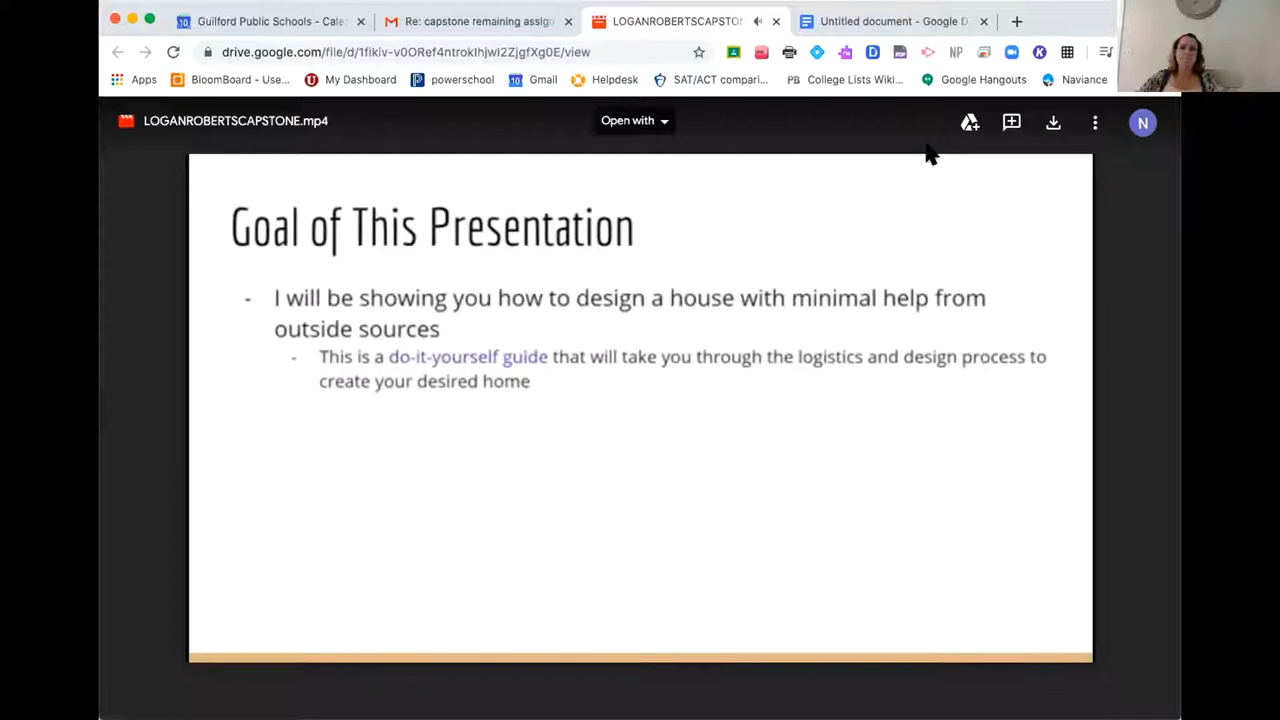 Guilford Public Schools - Cale
Re: capstone remaining assign
LOGANROBERTSCAPSTON
Untitled document - Google D
drive.google.com/file/d/1fikiv-v0ORef4ntrokIhjwI2ZjgfXg0E/view
NP
Apps
BloomBoard - Use...
My Dashboard
powerschool
10
Gmail
Helpdesk
SAT/ACT compari...
PB College Lists Wiki...
Google Hangouts
Naviance
LOGANROBERTSCAPSTONE.mp4
Open with
N
Goal of This Presentation
- I will be showing you how to design a house with minimal help from
outside sources
- This is a do-it-yourself guide that will take you through the logistics and design process to
create your desired home